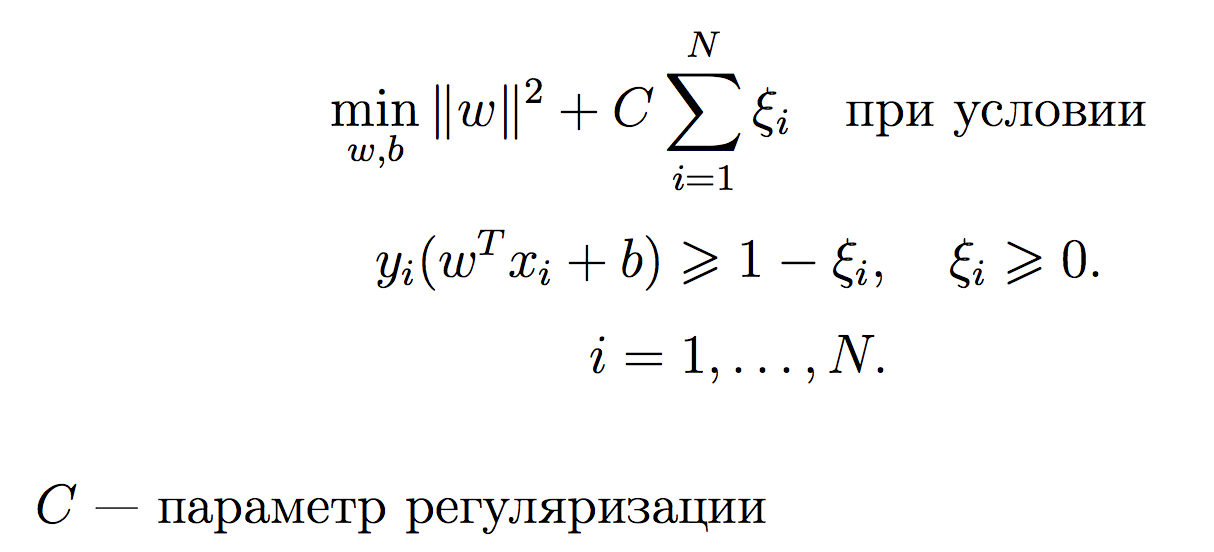 min_{w,b} ‖w‖² + C ∑_{i=1}^{N} ξ_i при условии
y_i(w^T x_i + b) ⩾ 1 − ξ_i, ξ_i ⩾ 0.
i = 1, . . . , N.
C — параметр регуляризации